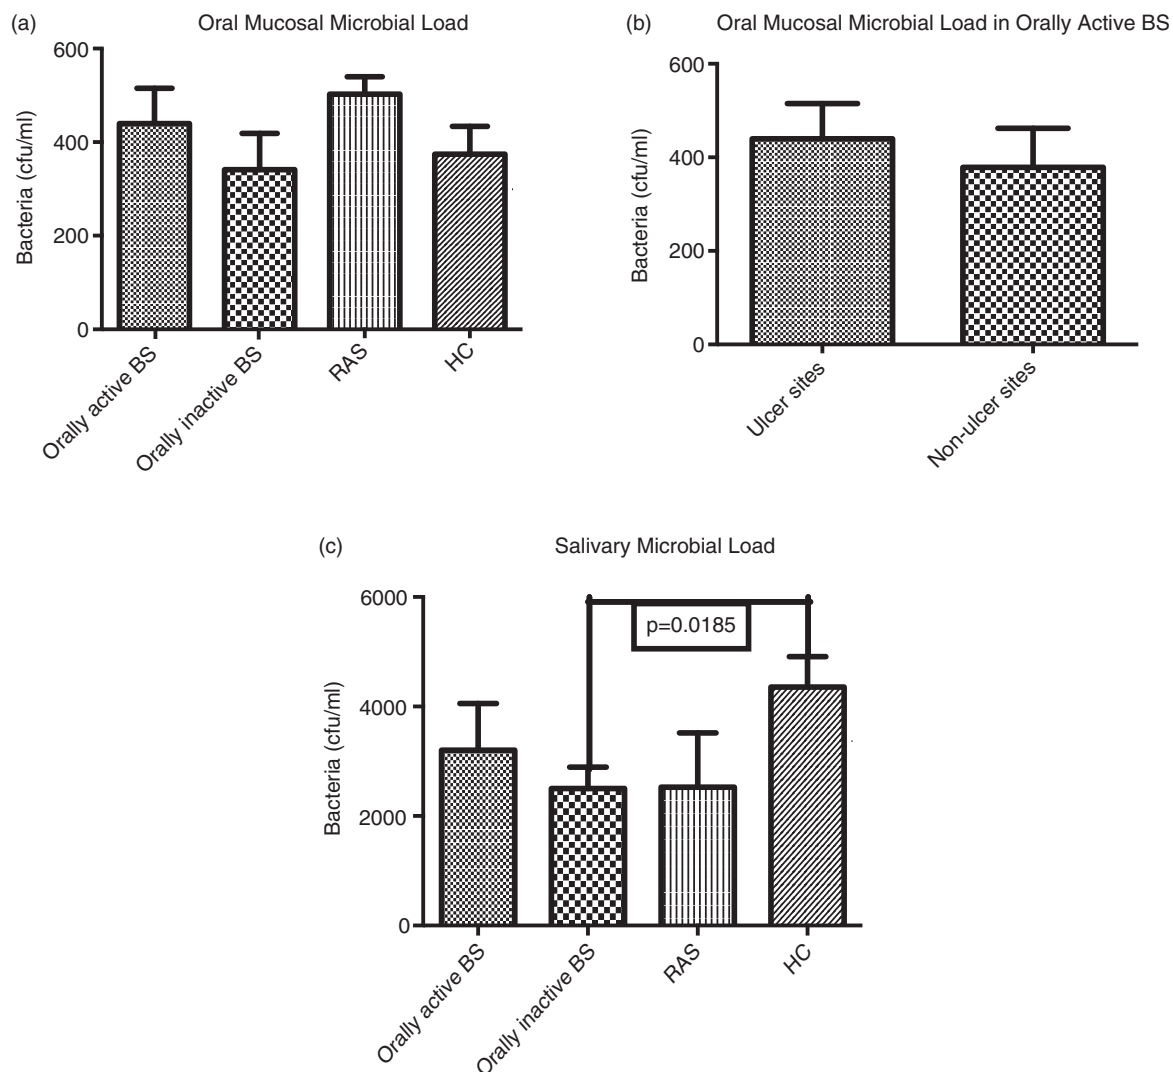 (a)
Oral Mucosal Microbial Load
Bacteria (cfu/ml)
600
400
200
0
Orally active BS
Orally inactive BS
RAS
HC
(b)
Oral Mucosal Microbial Load in Orally Active BS
Bacteria (cfu/ml)
600
400
200
0
Ulcer sites
Non-ulcer sites
(c)
Salivary Microbial Load
Bacteria (cfu/ml)
6000
4000
2000
0
p=0.0185
Orally active BS
Orally inactive BS
RAS
HC